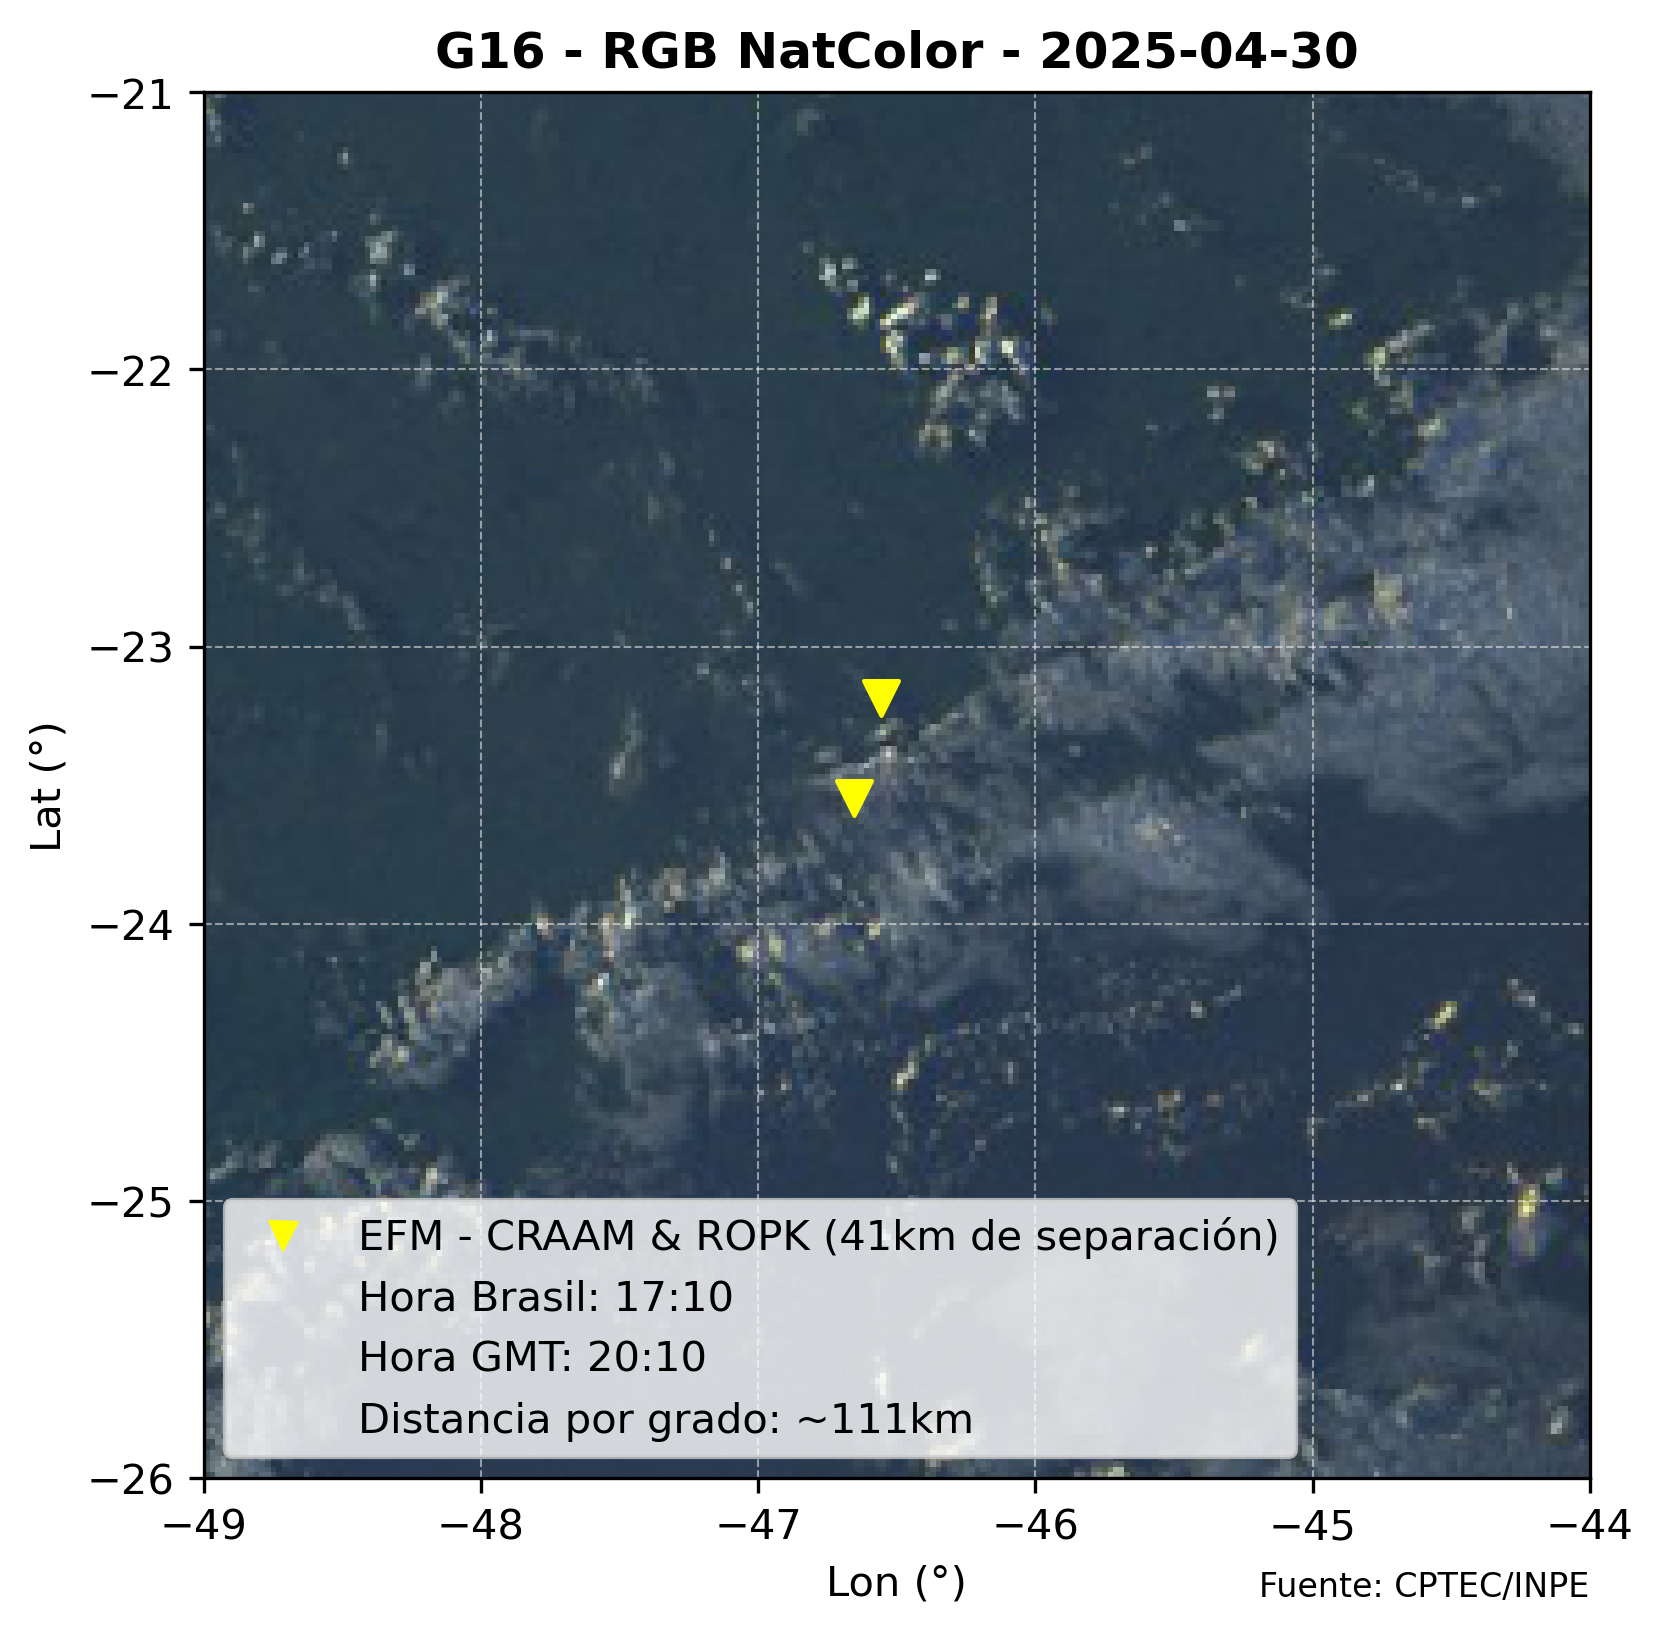 G16 - RGB NatColor - 2025-04-30
−21
−22
−23
−24
−25
−26
Lat (°)
EFM - CRAAM & ROPK (41km de separación)
Hora Brasil: 17:10
Hora GMT: 20:10
Distancia por grado: ~111km
−49
−48
−47
−46
−45
−44
Lon (°)
Fuente: CPTEC/INPE